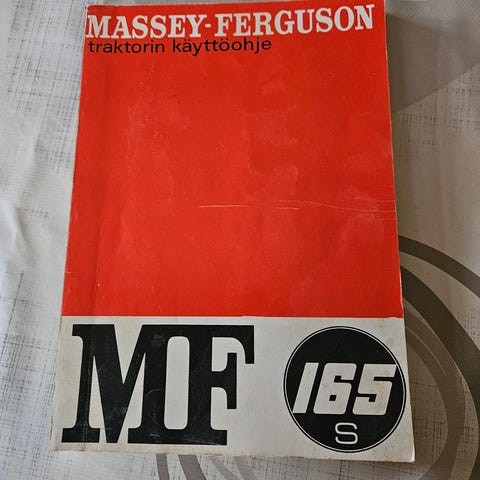 MASSEY-FERGUSON
traktorin käyttöohje
MF
165
S